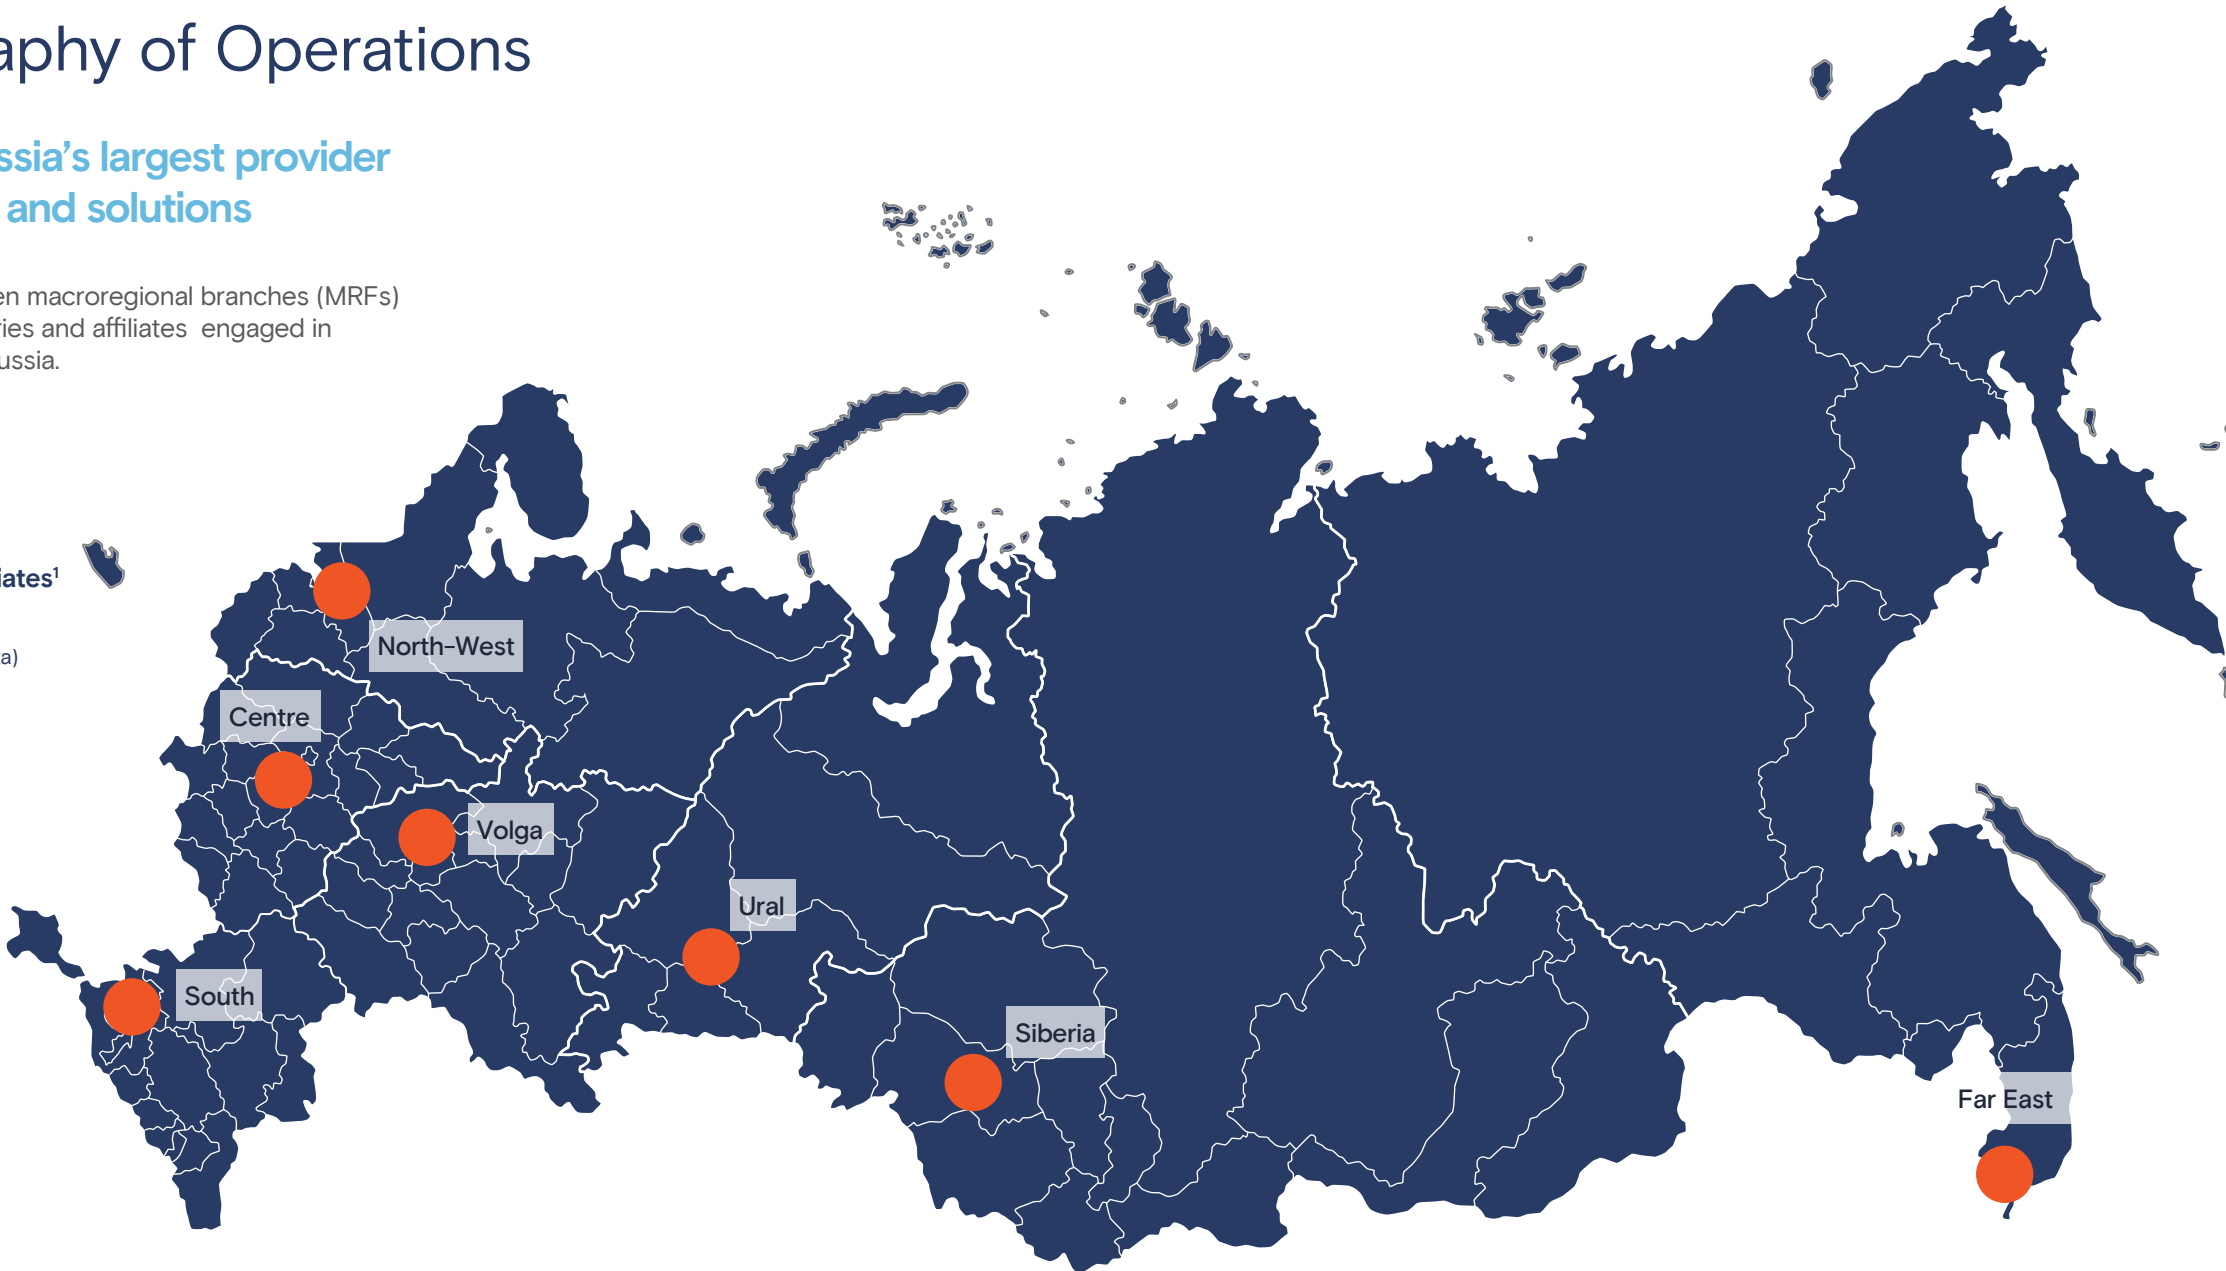 aphy of Operations
ssia's largest provider
and solutions
en macroregional branches (MRFs)
ries and affiliates engaged in
ussia.
iates¹
ta)
North-West
Centre
Volga
Ural
South
Siberia
Far East